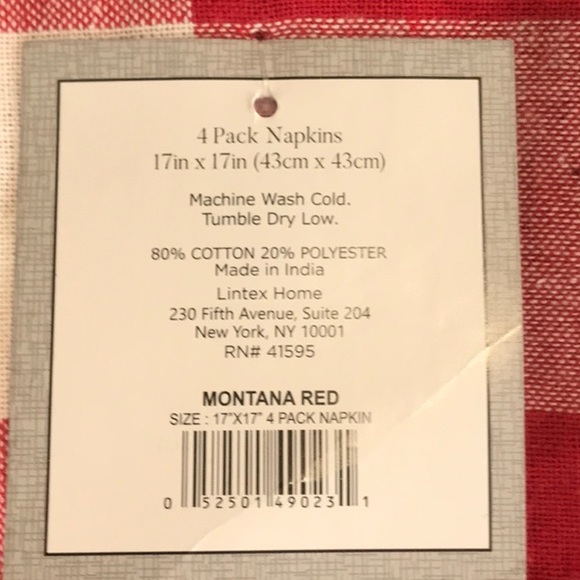 4 Pack Napkins
17in x 17in (43cm x 43cm)
Machine Wash Cold.
Tumble Dry Low.
80% COTTON 20% POLYESTER
Made in India
Lintex Home
230 Fifth Avenue, Suite 204
New York, NY 10001
RN# 41595
MONTANA RED
SIZE : 17"X17" 4 PACK NAPKIN
0 52501 49023 1